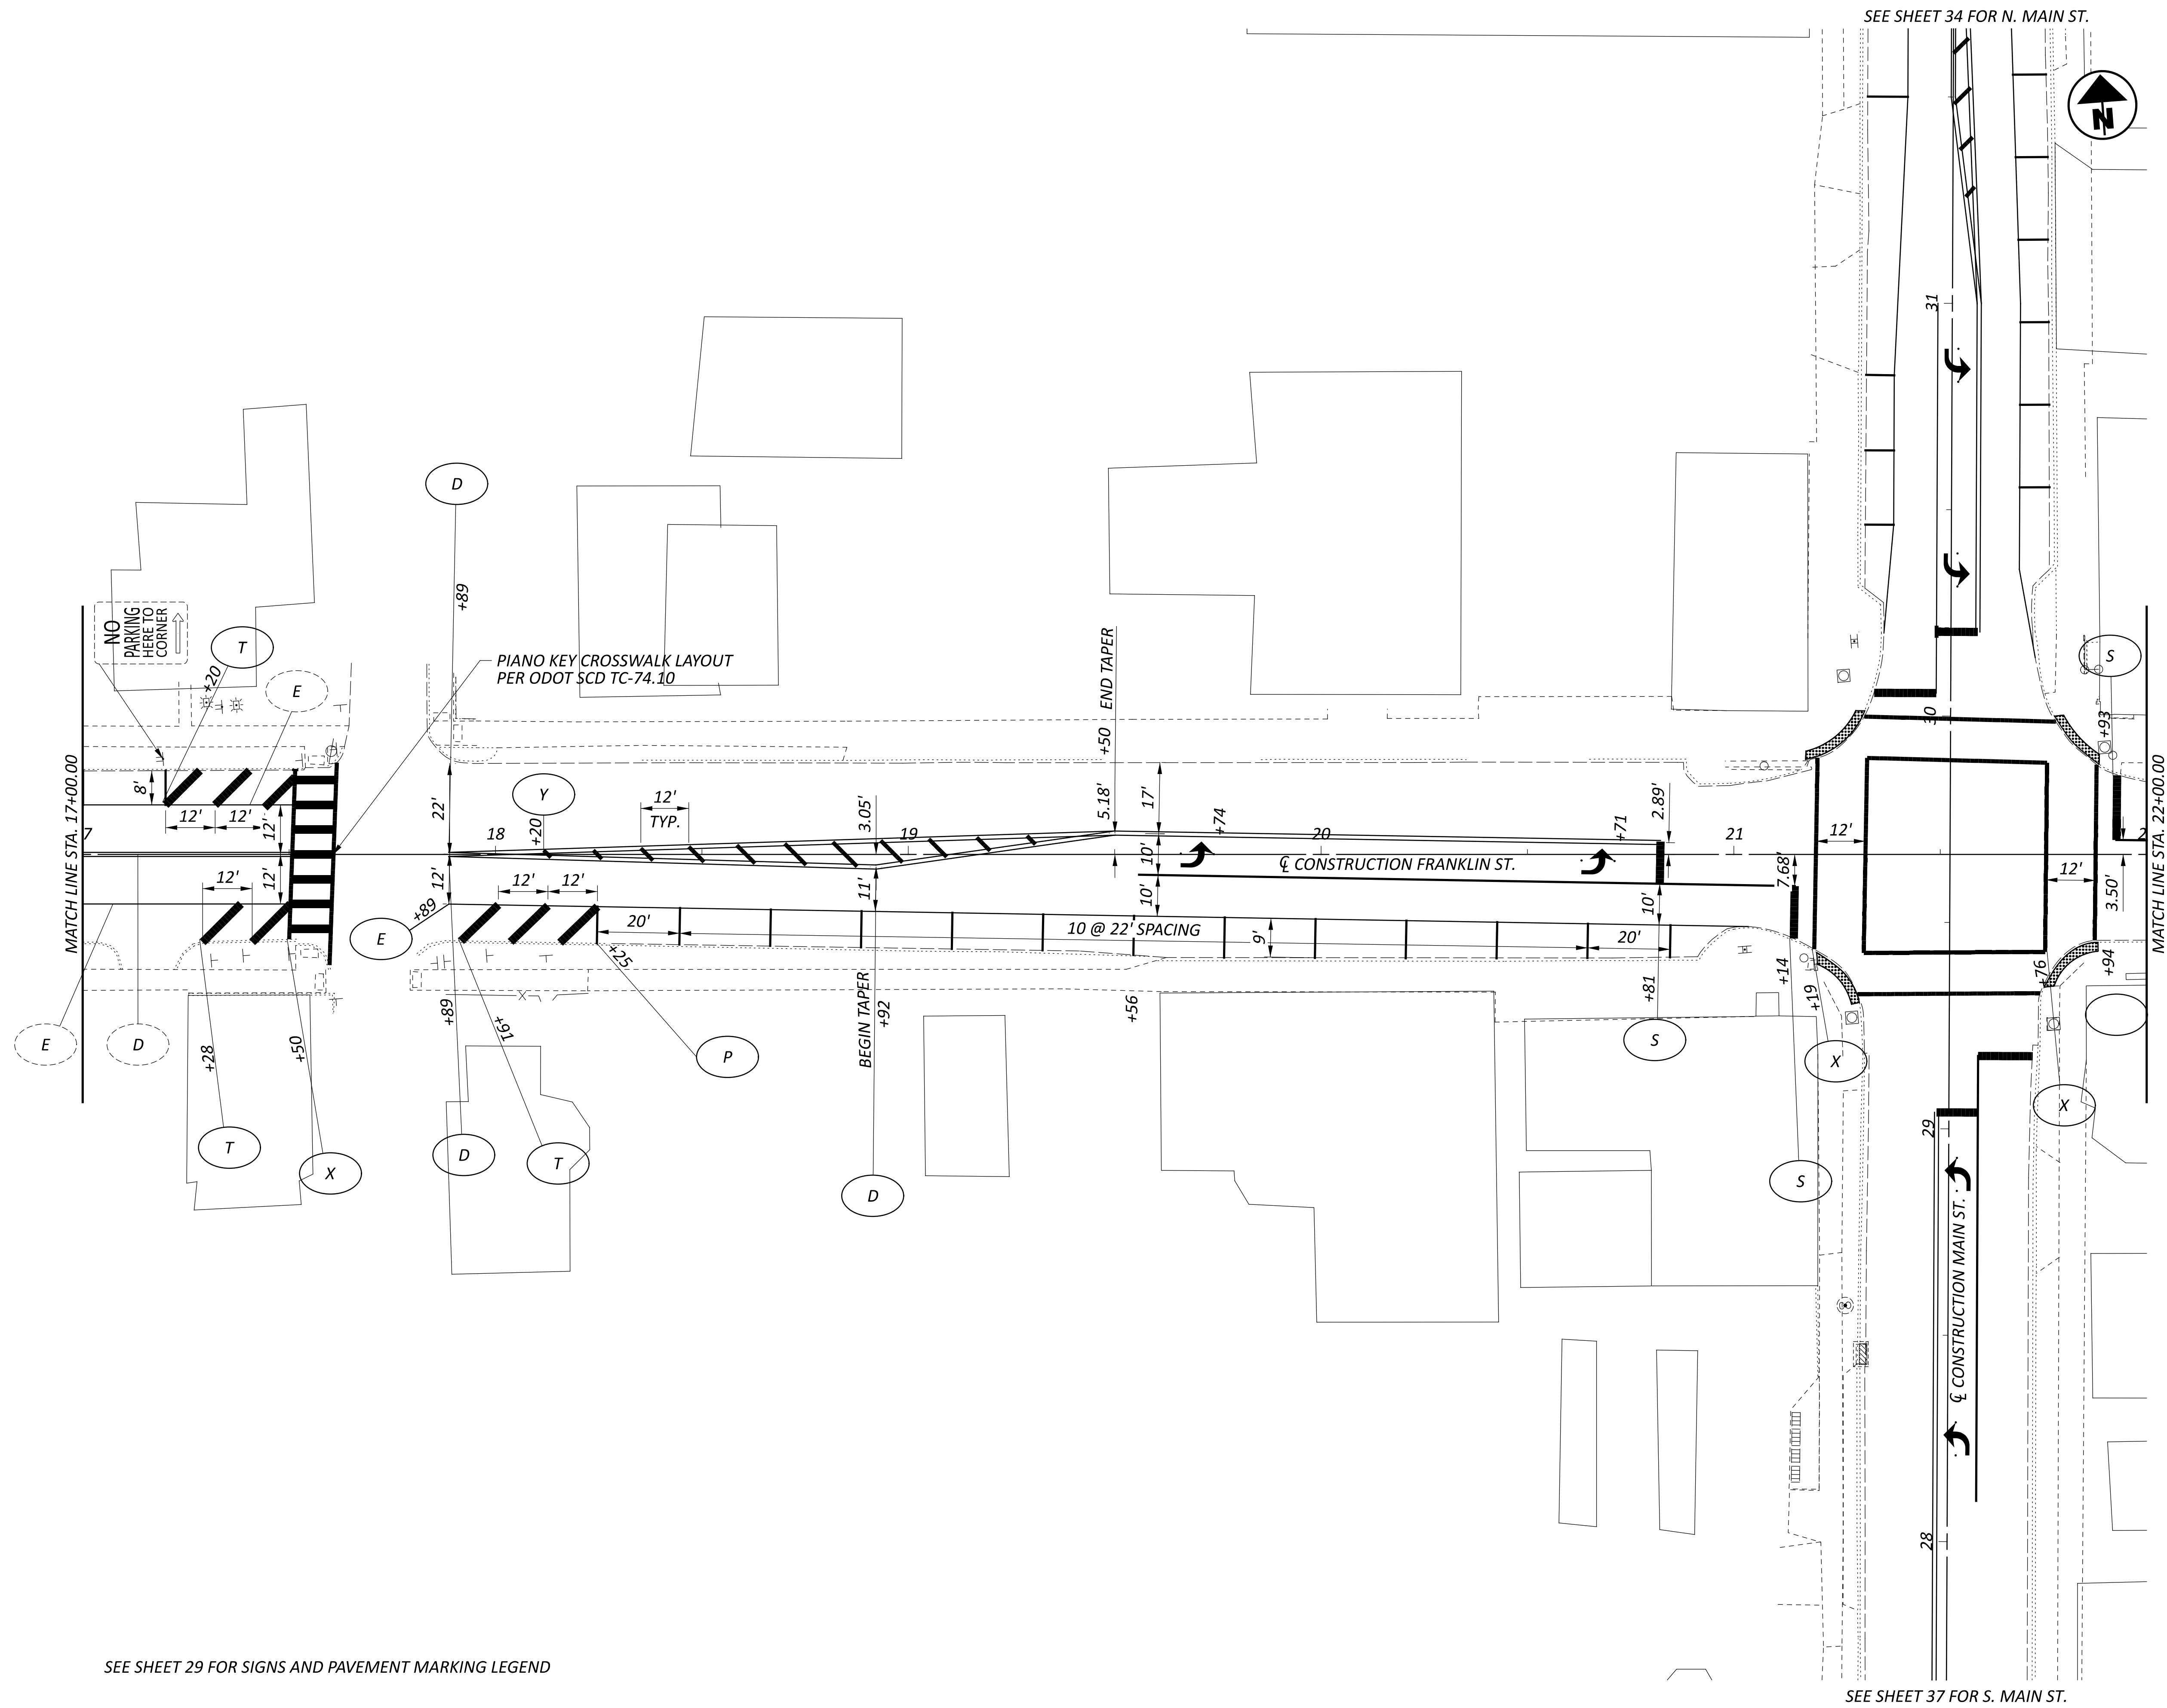 SEE SHEET 34 FOR N. MAIN ST.
N
31
D
+89
NO
PARKING
HERE TO
CORNER
T
+20
E
PIANO KEY CROSSWALK LAYOUT
PER ODOT SCD TC-74.10
END TAPER
+50
S
+93
30
MATCH LINE STA. 17+00.00
MATCH LINE STA. 22+00.00
8'
12'
12'
12'
7
22'
Y
+20
12'
TYP.
3.05'
5.18'
17'
+74
2.89'
+71
18
19
20
21
12'
2
10'
℄ CONSTRUCTION FRANKLIN ST.
7.68'
12'
3.50'
12'
12'
12'
12'
12'
11'
10'
10'
+89
E
20'
10 @ 22' SPACING
9'
20'
+25
BEGIN TAPER
+92
+56
+81
+14
+19
+76
+94
E
D
+28
+50
+89
+91
P
S
X
X
T
X
D
T
D
S
29
℄ CONSTRUCTION MAIN ST.
28
SEE SHEET 29 FOR SIGNS AND PAVEMENT MARKING LEGEND
SEE SHEET 37 FOR S. MAIN ST.